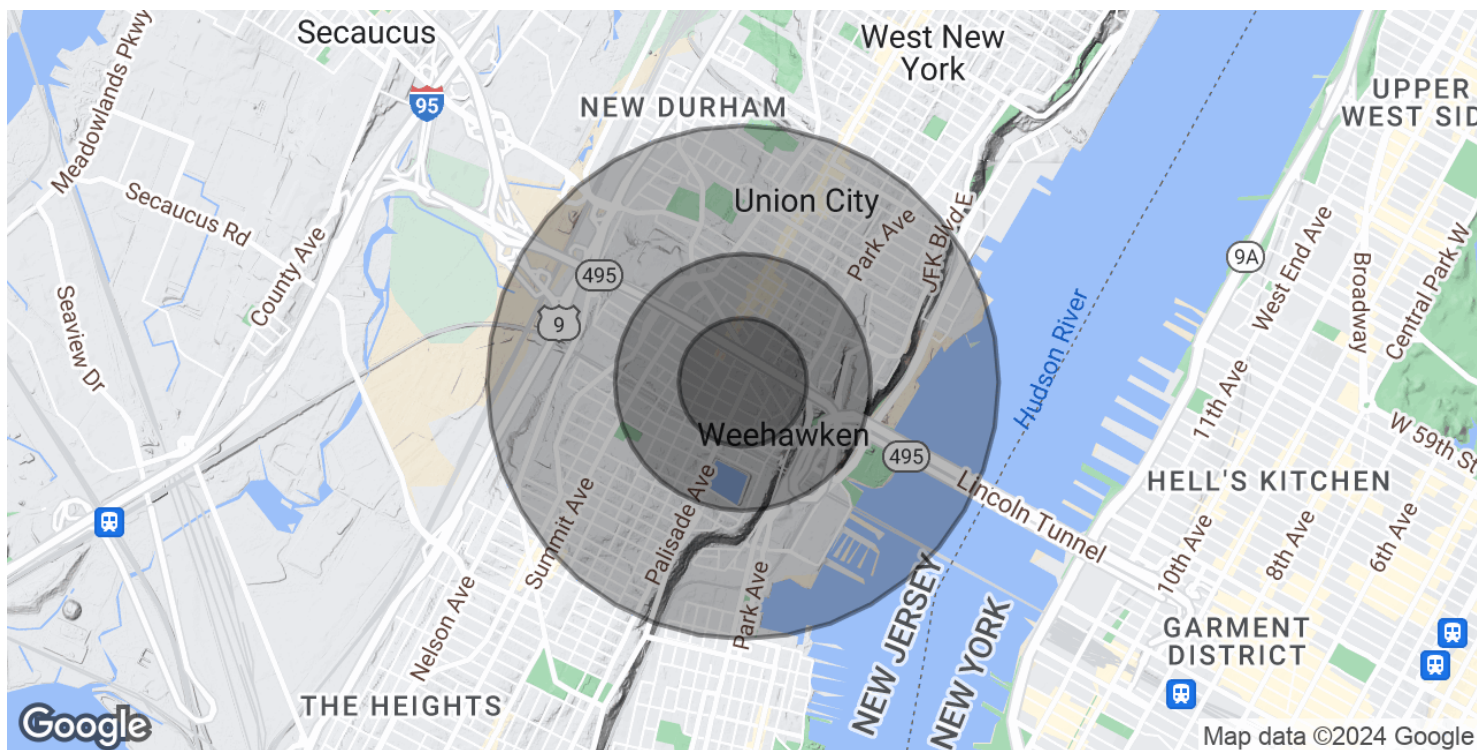 Secaucus
West New
York
Meadowlands Pkwy
95
NEW DURHAM
UPPER
WEST SID
Union City
Secaucus Rd
County Ave
Park Ave
JFK Blvd E
9A
West End Ave
Broadway
Central Park W
495
9
Seaview Dr
Hudson River
11th Ave
W 59th St
Weehawken
495
HELL'S KITCHEN
Lincoln Tunnel
Summit Ave
Palisade Ave
10th Ave
8th Ave
6th Ave
Nelson Ave
Park Ave
NEW JERSEY
NEW YORK
GARMENT
DISTRICT
THE HEIGHTS
Google
Map data ©2024 Google